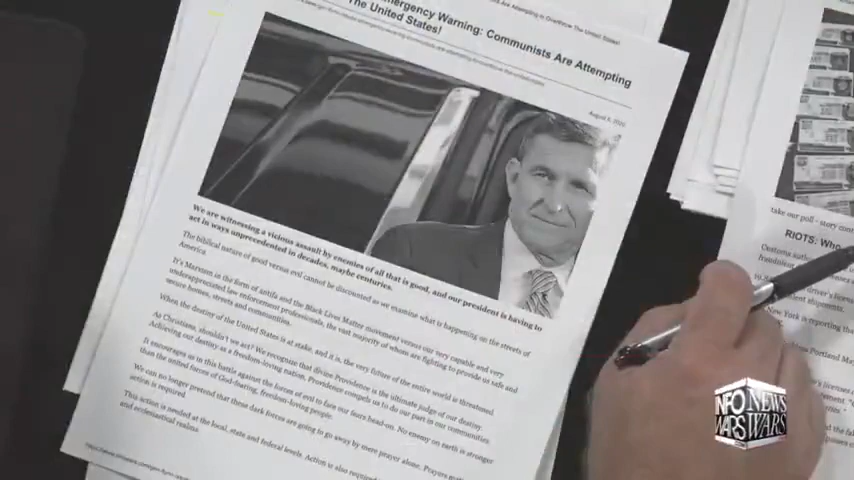 Emergency Warning: Communists Are Attempting
The United States!
August 9, 2020
We are witnessing a vicious assault by enemies of all that is good, and our president is having to
act in ways unprecedented in decades, maybe centuries.
The biblical nature of good versus evil cannot be discounted as we examine what is happening on the streets of
America.
It's Marxism in the form of antifa and the Black Lives Matter movement versus our very capable and very
underappreciated law enforcement professionals, the vast majority of whom are fighting to provide us safe and
secure homes, streets and communities.
When the destiny of the United States is at stake, and it is, the very future of the entire world is threatened
As Christians, shouldn't we act? We recognize that divine Providence is the ultimate judge of our destiny.
Achieving our destiny as a freedom-loving nation, Providence compels us to do our part in our communities.
It encourages us in this battle against the forces of evil to face our fears head-on. No enemy on earth is stronger
than the united forces of God-fearing, freedom-loving people.
We can no longer pretend that these dark forces are going to go away by mere prayer alone. Prayers
action is required.
This action is needed at the local, state and federal levels. Action is also required
and ecclesiastical realms.
take our poll - story
RIOTS: Who
Customs
driver's
shipments.
New York is reporting
Portland
INFO
WARS
.COM
NEWS
WARS